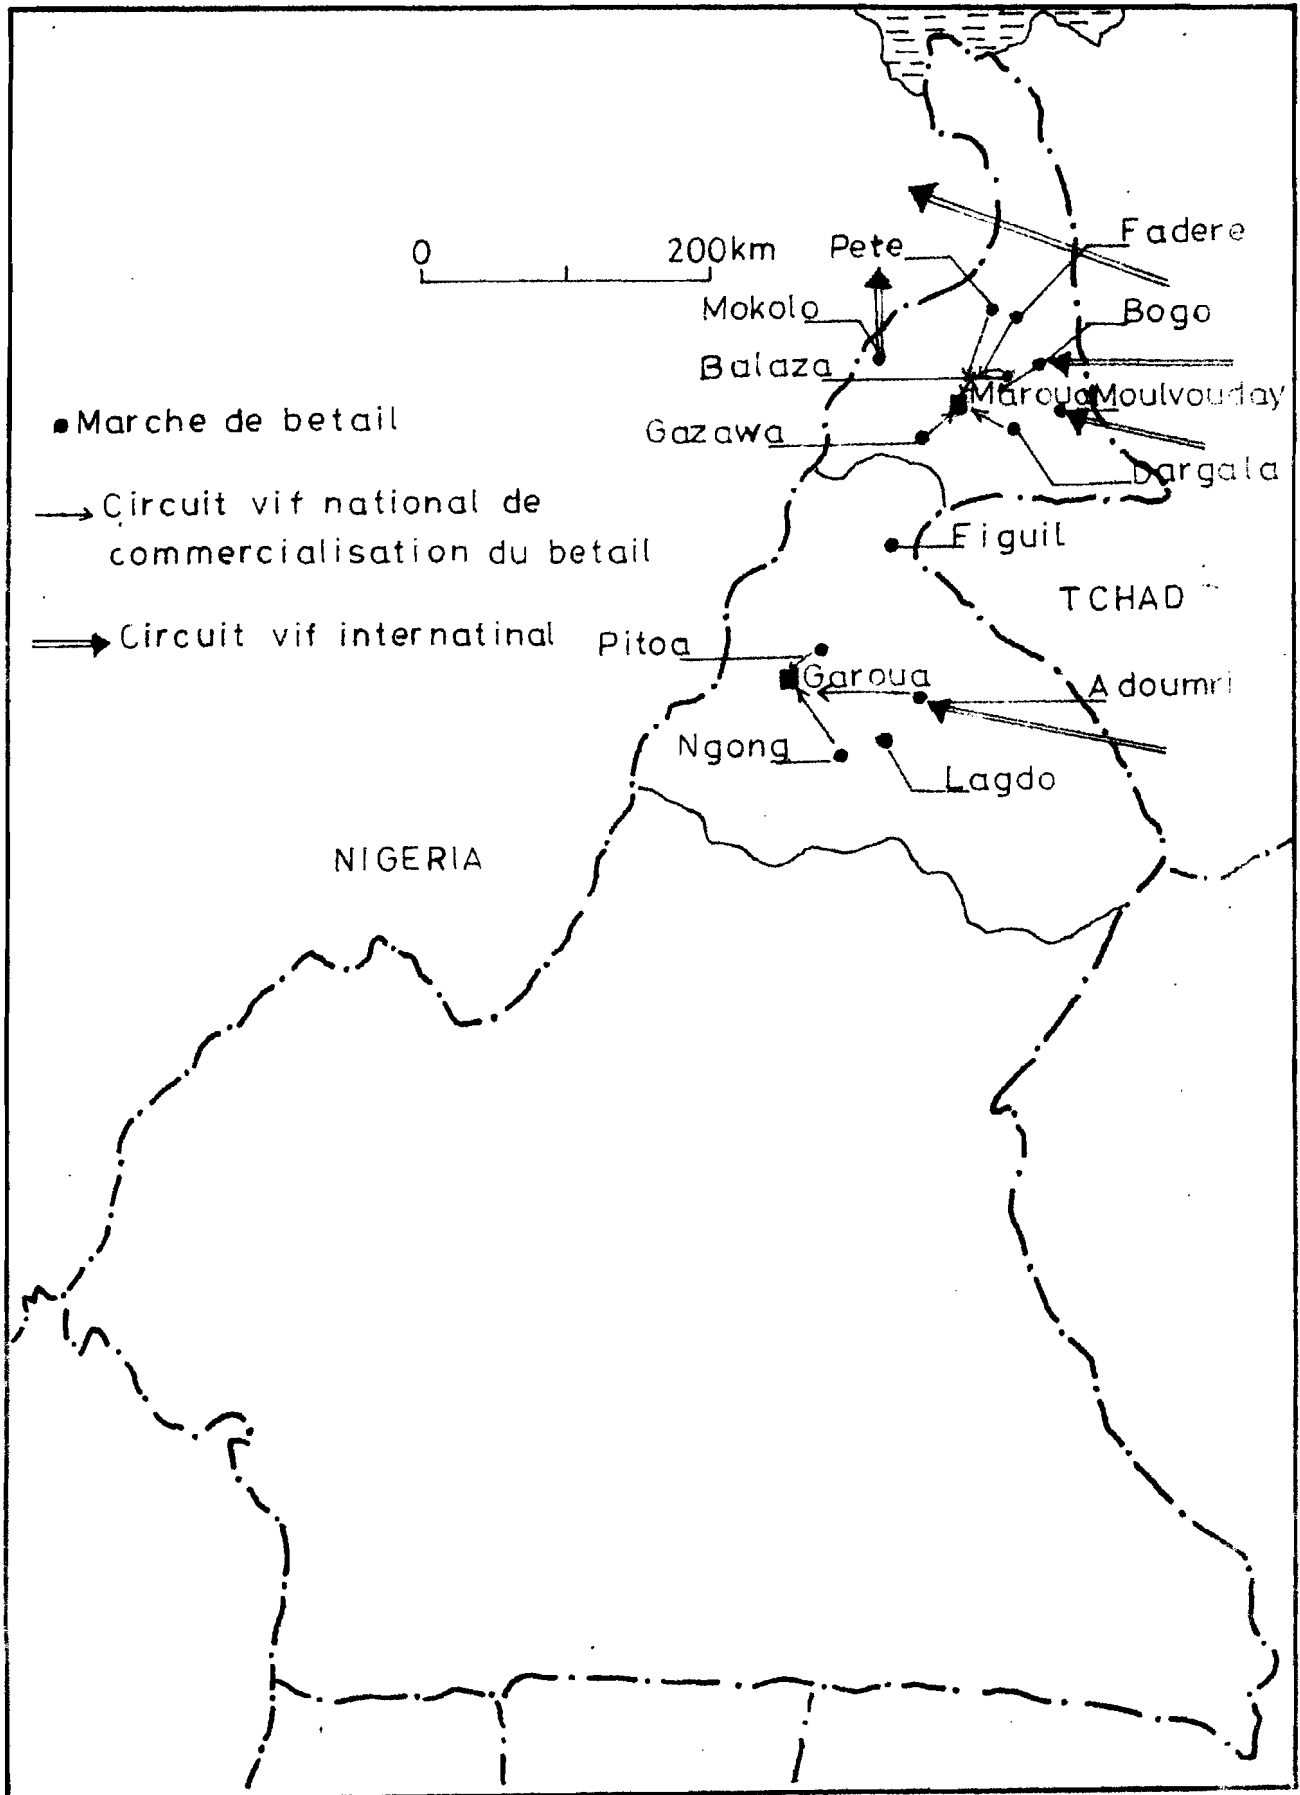 0 200km
Pete
Fadere
Mokolo
Bogo
Balaza
Maroua
Moulvouday
Marche de betail
Gazawa
Dargala
Circuit vif national de
commercialisation du betail
Figuil
TCHAD
Circuit vif internatinal
Pitoa
Garoua
Adoumri
Ngong
Lagdo
NIGERIA